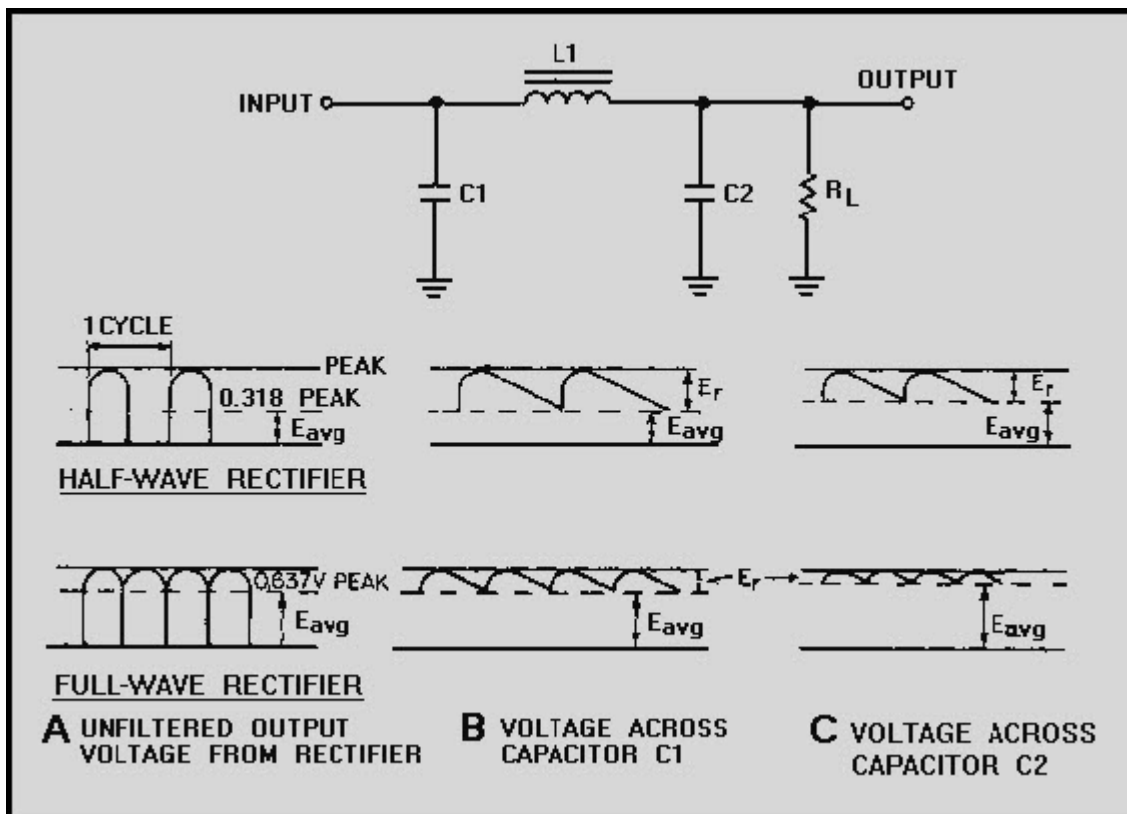 L1
INPUT
OUTPUT
C1
C2
RL
1 CYCLE
PEAK
0.318 PEAK
Eavg
Er
Eavg
Er
Eavg
HALF-WAVE RECTIFIER
0.637V PEAK
Eavg
Er
Eavg
Eavg
FULL-WAVE RECTIFIER
A UNFILTERED OUTPUT
VOLTAGE FROM RECTIFIER
B VOLTAGE ACROSS
CAPACITOR C1
C VOLTAGE ACROSS
CAPACITOR C2